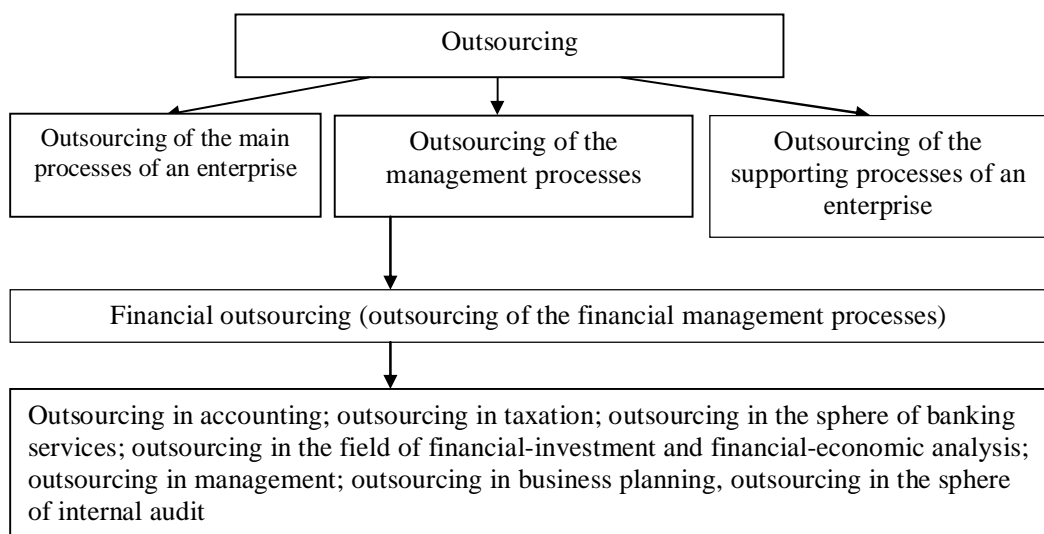 Outsourcing
Outsourcing of the main
processes of an enterprise
Outsourcing of the
management processes
Outsourcing of the
supporting processes of an
enterprise
Financial outsourcing (outsourcing of the financial management processes)
Outsourcing in accounting; outsourcing in taxation; outsourcing in the sphere of banking
services; outsourcing in the field of financial-investment and financial-economic analysis;
outsourcing in management; outsourcing in business planning, outsourcing in the sphere
of internal audit